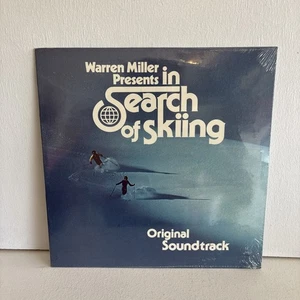 Warren Miller
Presents in
Search
of skiing
Original
Soundtrack